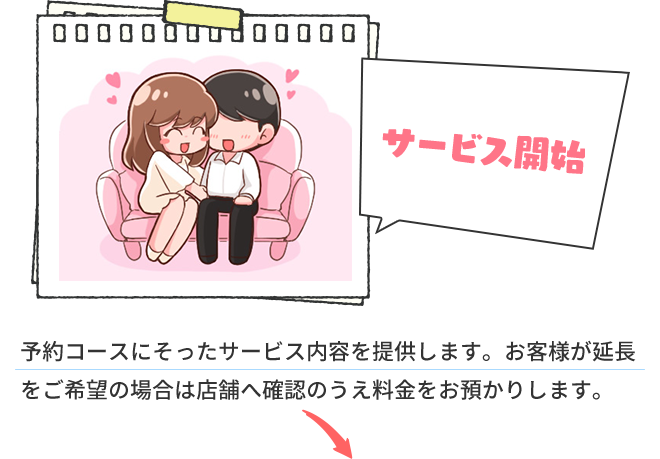 サービス開始
予約コースにそったサービス内容を提供します。お客様が延長
をご希望の場合は店舗へ確認のうえ料金をお預かりします。